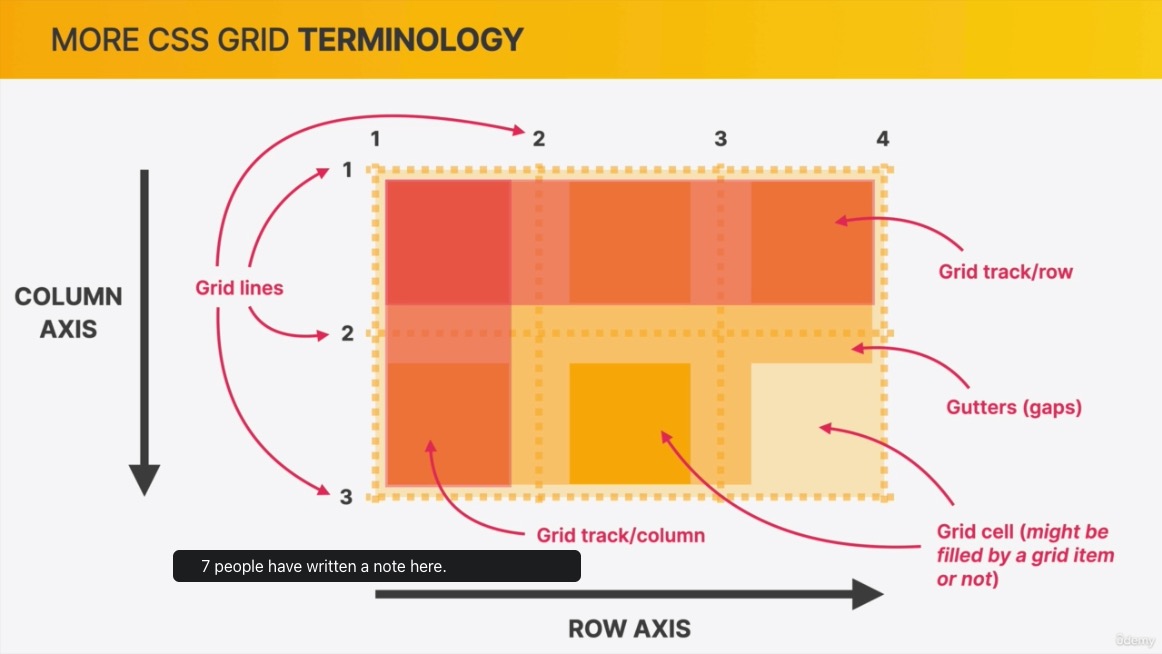 MORE CSS GRID TERMINOLOGY
1 2 3 4
1
Grid lines
Grid track/row
COLUMN
AXIS
2
Gutters (gaps)
3
Grid track/column
Grid cell (might be
filled by a grid item
or not)
7 people have written a note here.
ROW AXIS
ûdemy